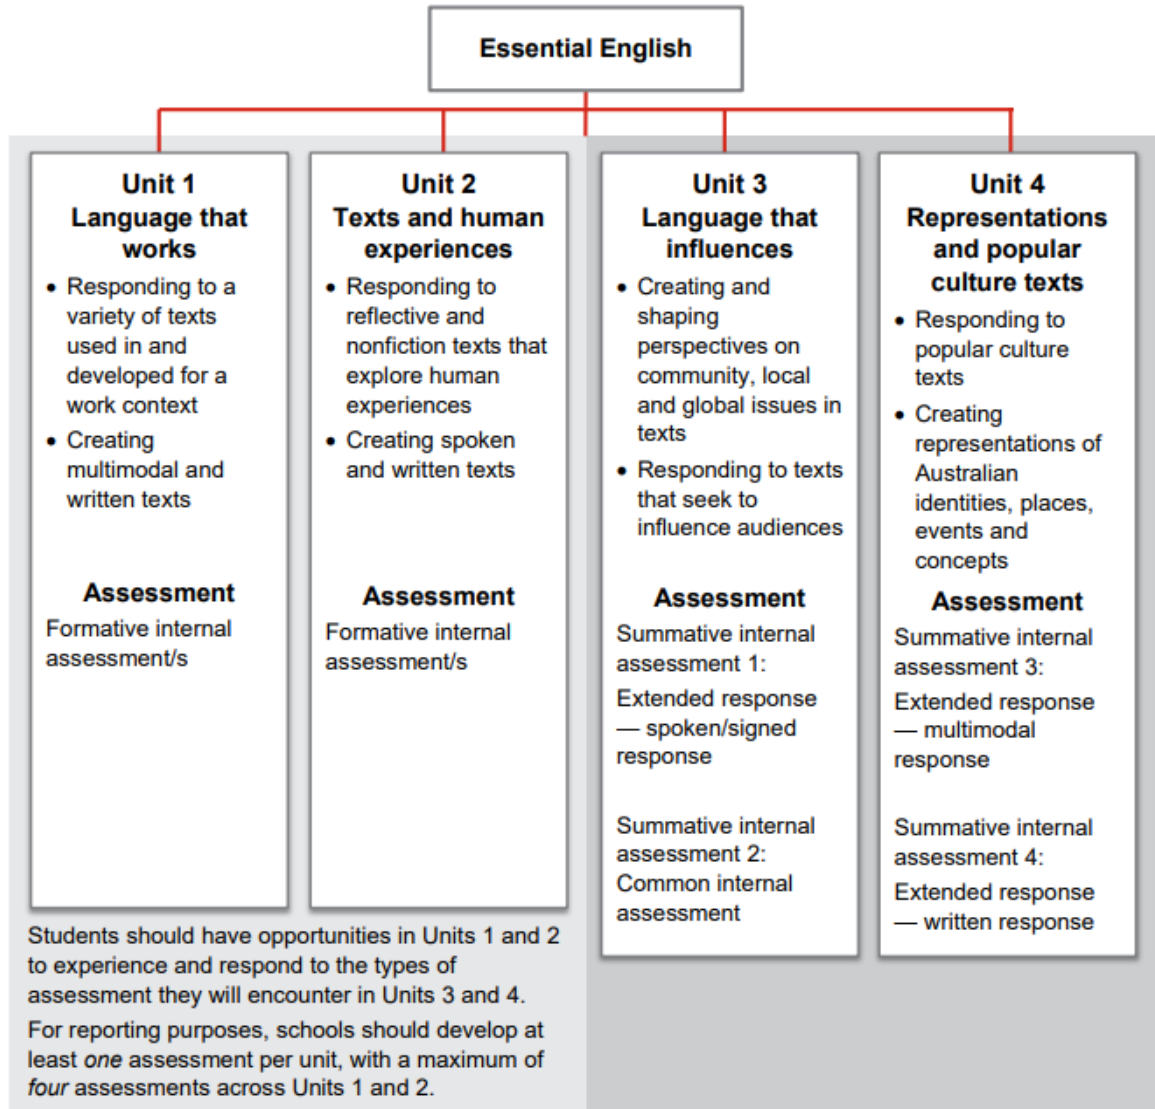 Essential English
Unit 1
Language that
works
• Responding to a
variety of texts
used in and
developed for a
work context
• Creating
multimodal and
written texts
Assessment
Formative internal
assessment/s
Unit 2
Texts and human
experiences
• Responding to
reflective and
nonfiction texts that
explore human
experiences
• Creating spoken
and written texts
Assessment
Formative internal
assessment/s
Unit 3
Language that
influences
• Creating and
shaping
perspectives on
community, local
and global issues in
texts
• Responding to texts
that seek to
influence audiences
Assessment
Summative internal
assessment 1:
Extended response
— spoken/signed
response
Summative internal
assessment 2:
Common internal
assessment
Unit 4
Representations
and popular
culture texts
• Responding to
popular culture
texts
• Creating
representations of
Australian
identities, places,
events and
concepts
Assessment
Summative internal
assessment 3:
Extended response
— multimodal
response
Summative internal
assessment 4:
Extended response
— written response
Students should have opportunities in Units 1 and 2
to experience and respond to the types of
assessment they will encounter in Units 3 and 4.
For reporting purposes, schools should develop at
least one assessment per unit, with a maximum of
four assessments across Units 1 and 2.